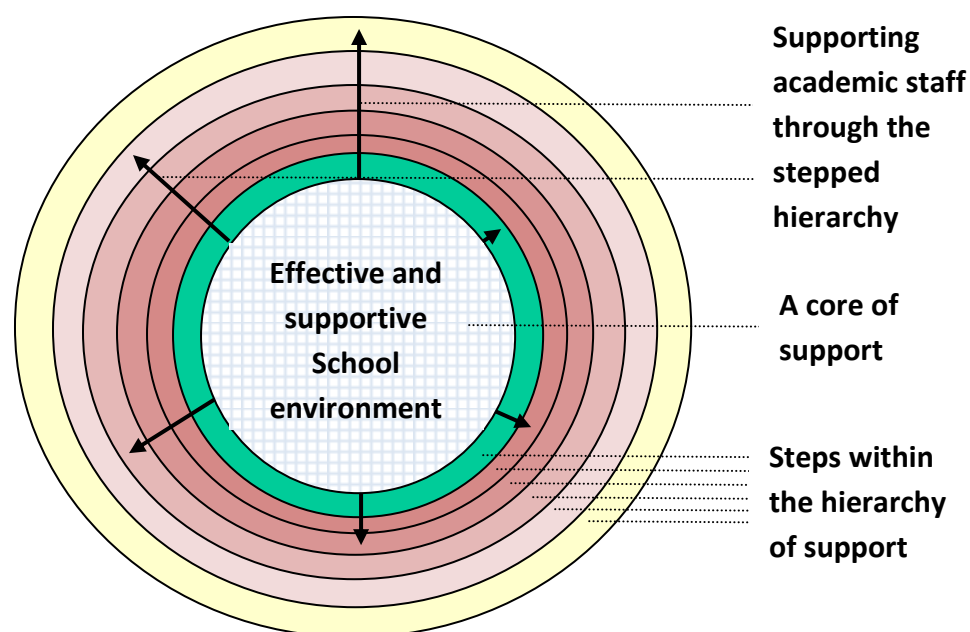 Supporting
academic staff
through the
stepped
hierarchy
Effective and
supportive
School
environment
A core of
support
Steps within
the hierarchy
of support